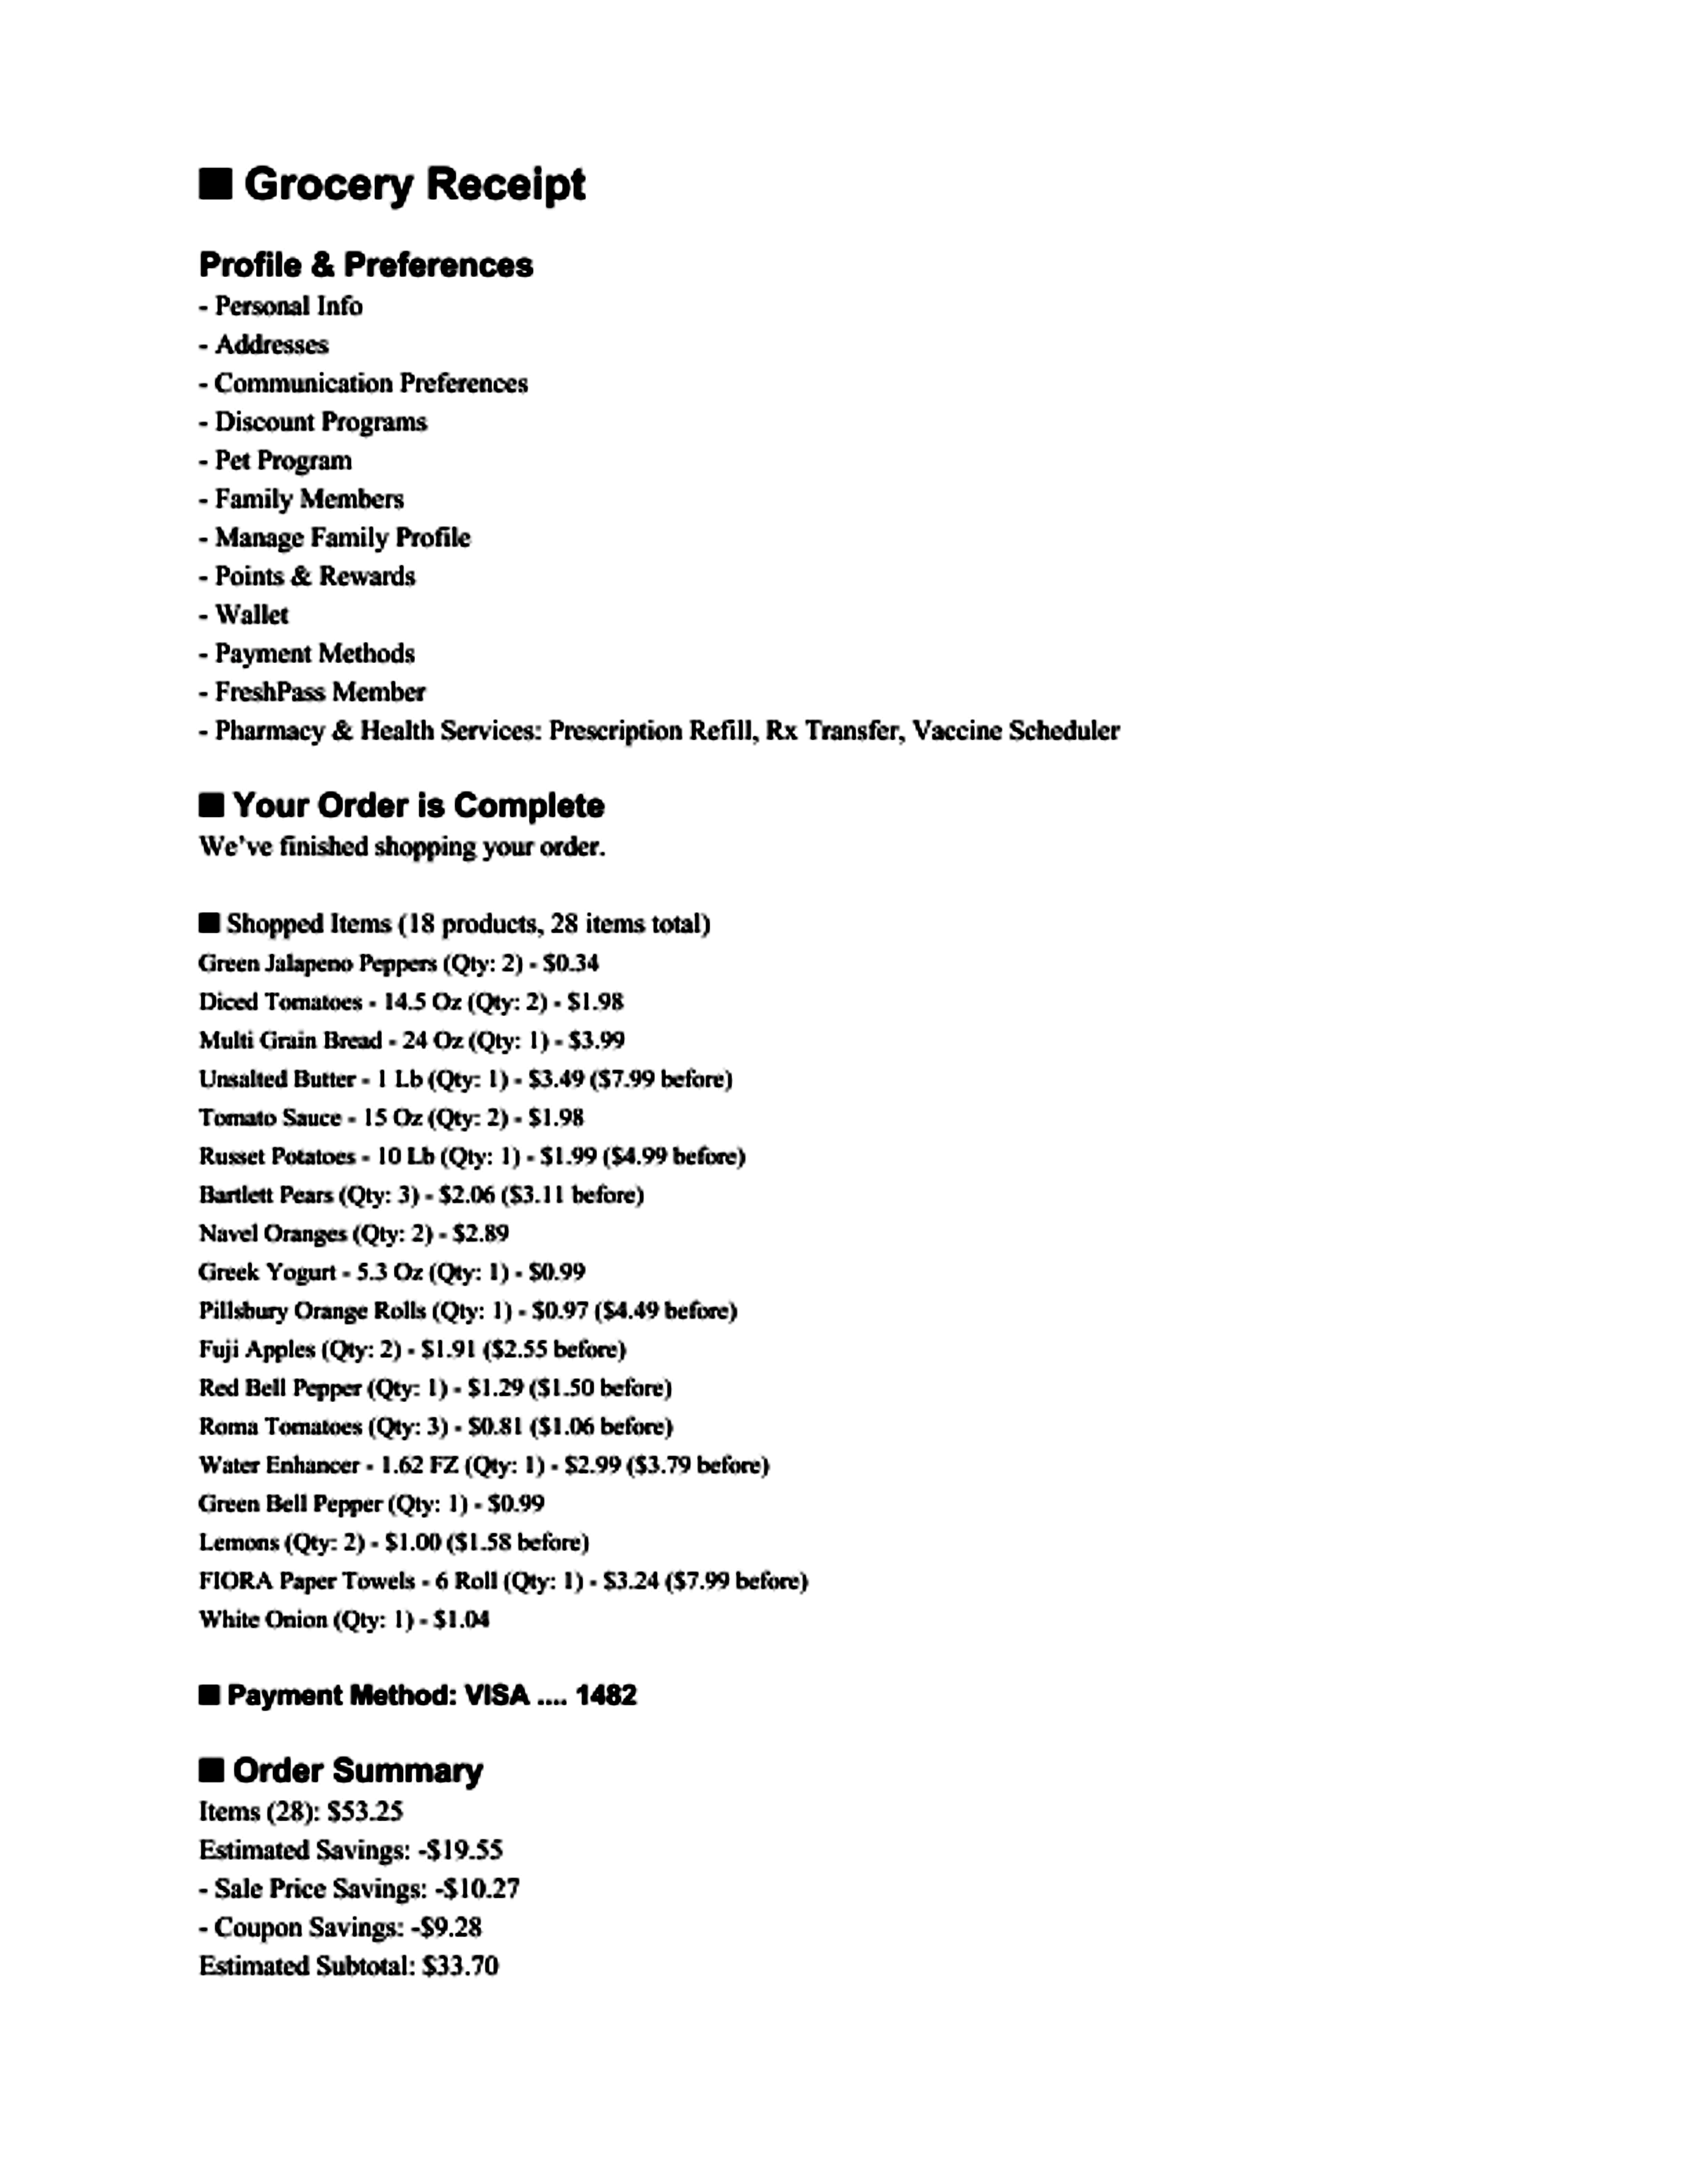 ■ Grocery Receipt
Profile & Preferences
- Personal Info
- Addresses
- Communication Preferences
- Discount Programs
- Pet Program
- Family Members
- Manage Family Profile
- Points & Rewards
- Wallet
- Payment Methods
- FreshPass Member
- Pharmacy & Health Services: Prescription Refill, Rx Transfer, Vaccine Scheduler
■ Your Order is Complete
We've finished shopping your order.
■ Shopped Items (18 products, 28 items total)
Green Jalapeno Peppers (Qty: 2) - $0.34
Diced Tomatoes - 14.5 Oz (Qty: 2) - $1.98
Multi Grain Bread - 24 Oz (Qty: 1) - $3.99
Unsalted Butter - 1 Lb (Qty: 1) - $3.49 ($7.99 before)
Tomato Sauce - 15 Oz (Qty: 2) - $1.98
Russet Potatoes - 10 Lb (Qty: 1) - $1.99 ($4.99 before)
Bartlett Pears (Qty: 3) - $2.06 ($3.11 before)
Navel Oranges (Qty: 2) - $2.89
Greek Yogurt - 5.3 Oz (Qty: 1) - $0.99
Pillsbury Orange Rolls (Qty: 1) - $0.97 ($4.49 before)
Fuji Apples (Qty: 2) - $1.91 ($2.55 before)
Red Bell Pepper (Qty: 1) - $1.29 ($1.50 before)
Roma Tomatoes (Qty: 3) - $0.81 ($1.06 before)
Water Enhancer - 1.62 FZ (Qty: 1) - $2.99 ($3.79 before)
Green Bell Pepper (Qty: 1) - $0.99
Lemons (Qty: 2) - $1.00 ($1.58 before)
FIORA Paper Towels - 6 Roll (Qty: 1) - $3.24 ($7.99 before)
White Onion (Qty: 1) - $1.04
■ Payment Method: VISA .... 1482
■ Order Summary
Items (28): $53.25
Estimated Savings: -$19.55
- Sale Price Savings: -$10.27
- Coupon Savings: -$9.28
Estimated Subtotal: $33.70